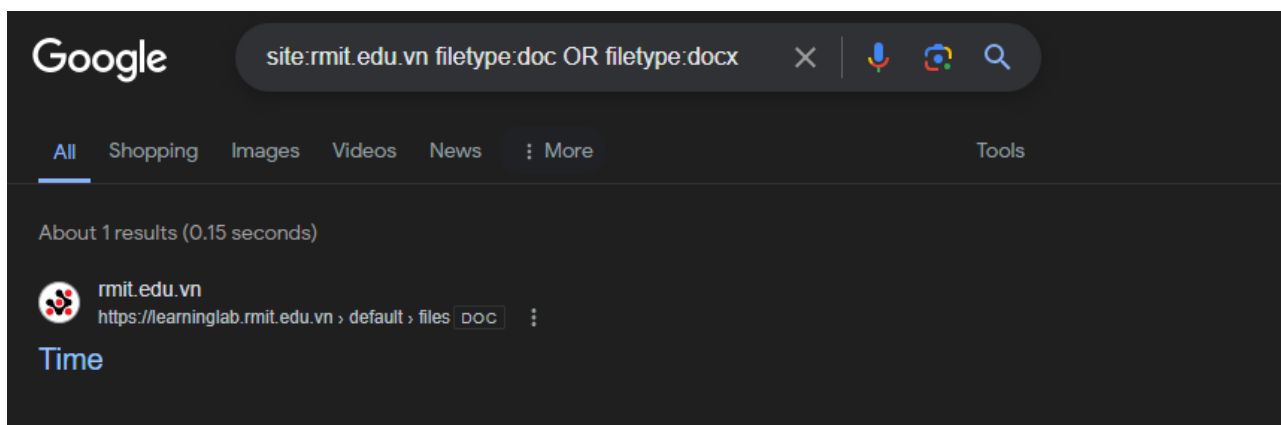 Google
site:rmit.edu.vn filetype:doc OR filetype:docx
All Shopping Images Videos News More Tools
About 1 results (0.15 seconds)
rmit.edu.vn
https://learninglab.rmit.edu.vn › default › files DOC
Time